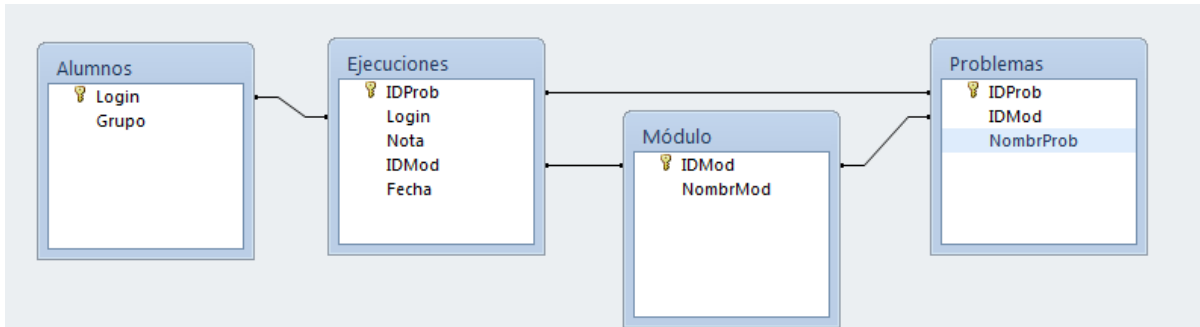 Alumnos
Login
Grupo
Ejecuciones
IDProb
Login
Nota
IDMod
Fecha
Módulo
IDMod
NombrMod
Problemas
IDProb
IDMod
NombrProb